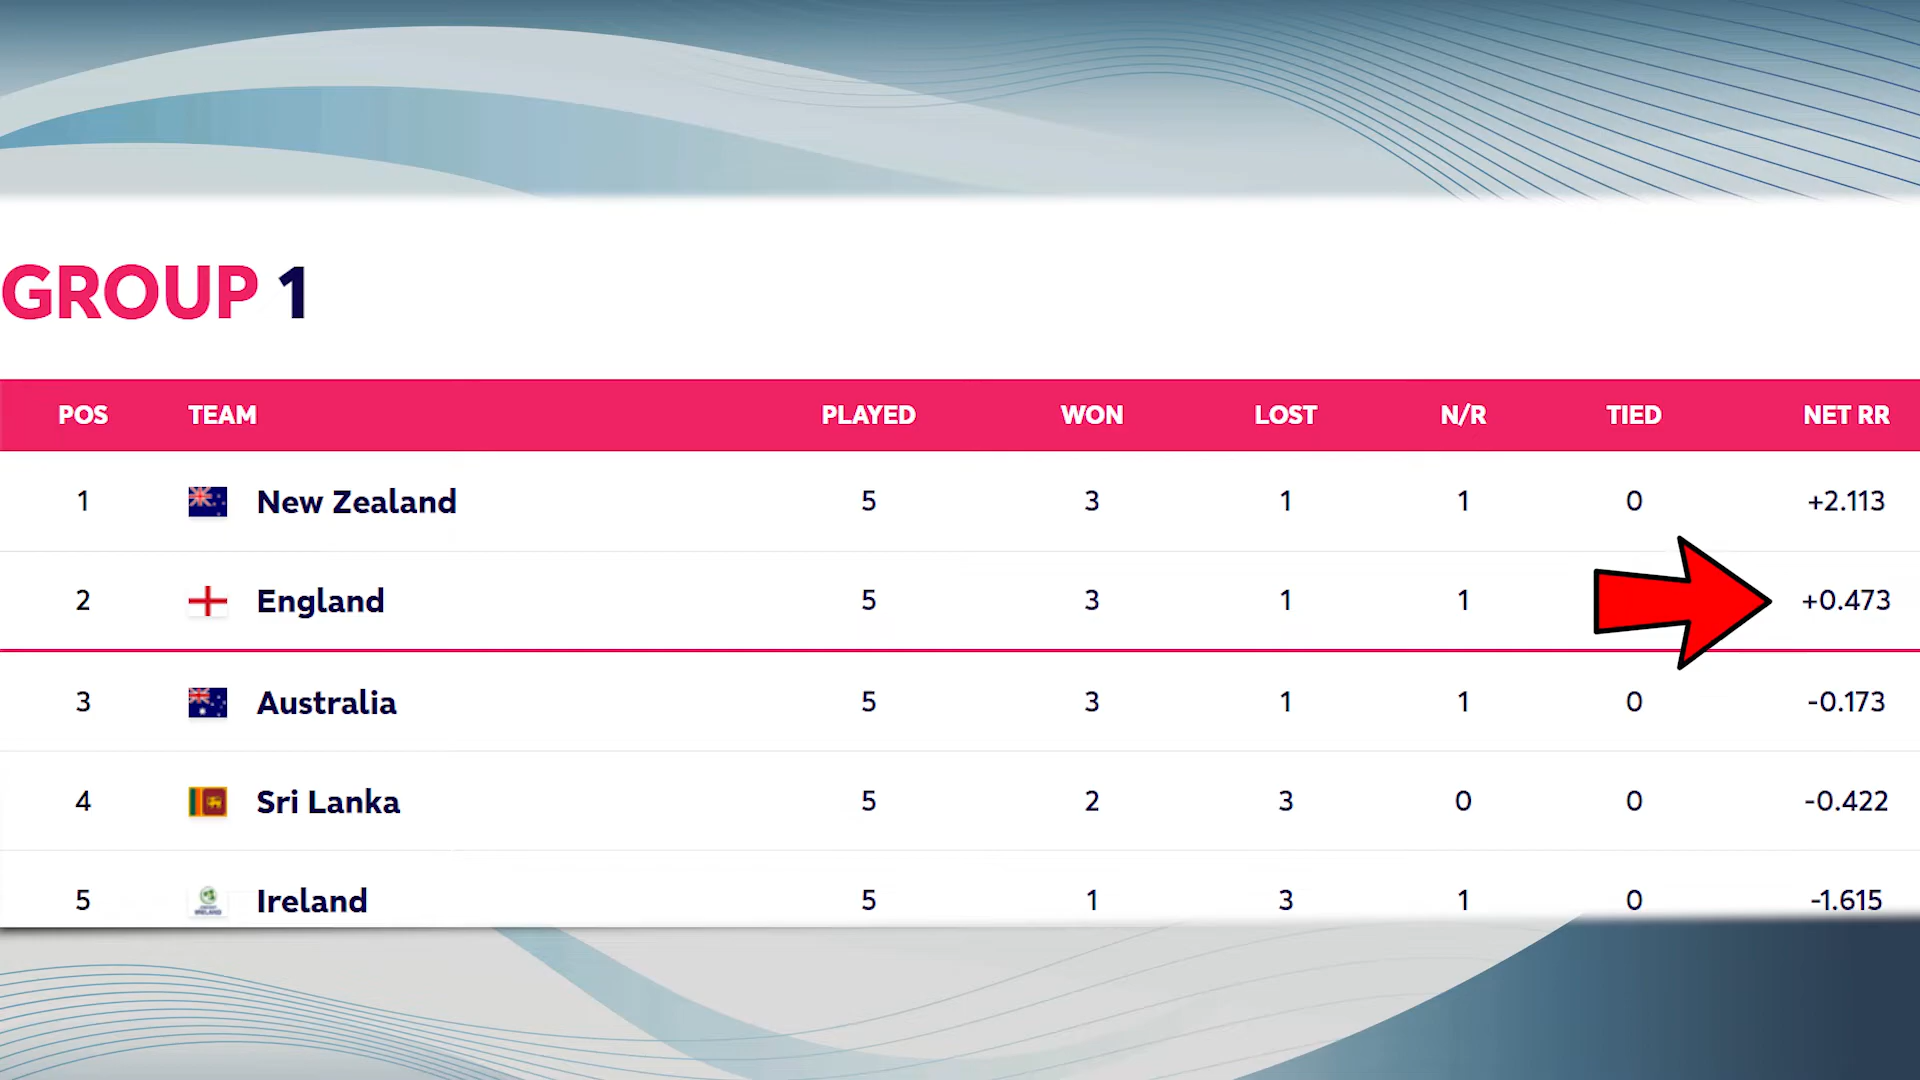 GROUP 1
POS TEAM PLAYED WON LOST N/R TIED NET RR
1 New Zealand 5 3 1 1 0 +2.113
2 England 5 3 1 1 +0.473
3 Australia 5 3 1 1 0 -0.173
4 Sri Lanka 5 2 3 0 0 -0.422
5 Ireland 5 1 3 1 0 -1.615